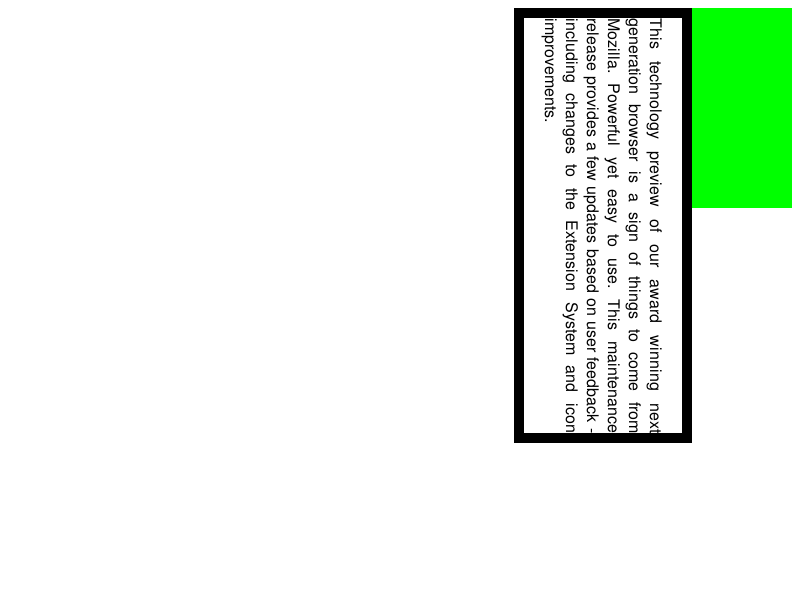 This technology preview of our award winning next
generation browser is a sign of things to come from
Mozilla. Powerful yet easy to use. This maintenance
release provides a few updates based on user feedback -
including changes to the Extension System and icon
improvements.